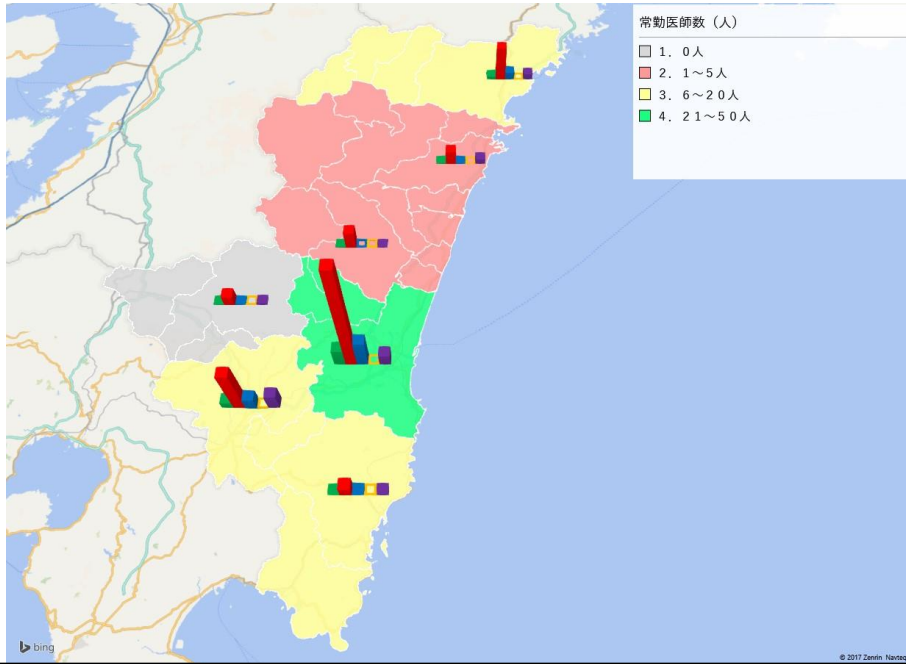 常勤医師数（人）
１．０人
２．１～５人
３．６～２０人
４．２１～５０人
bing
© 2017 Zenrin Navteq